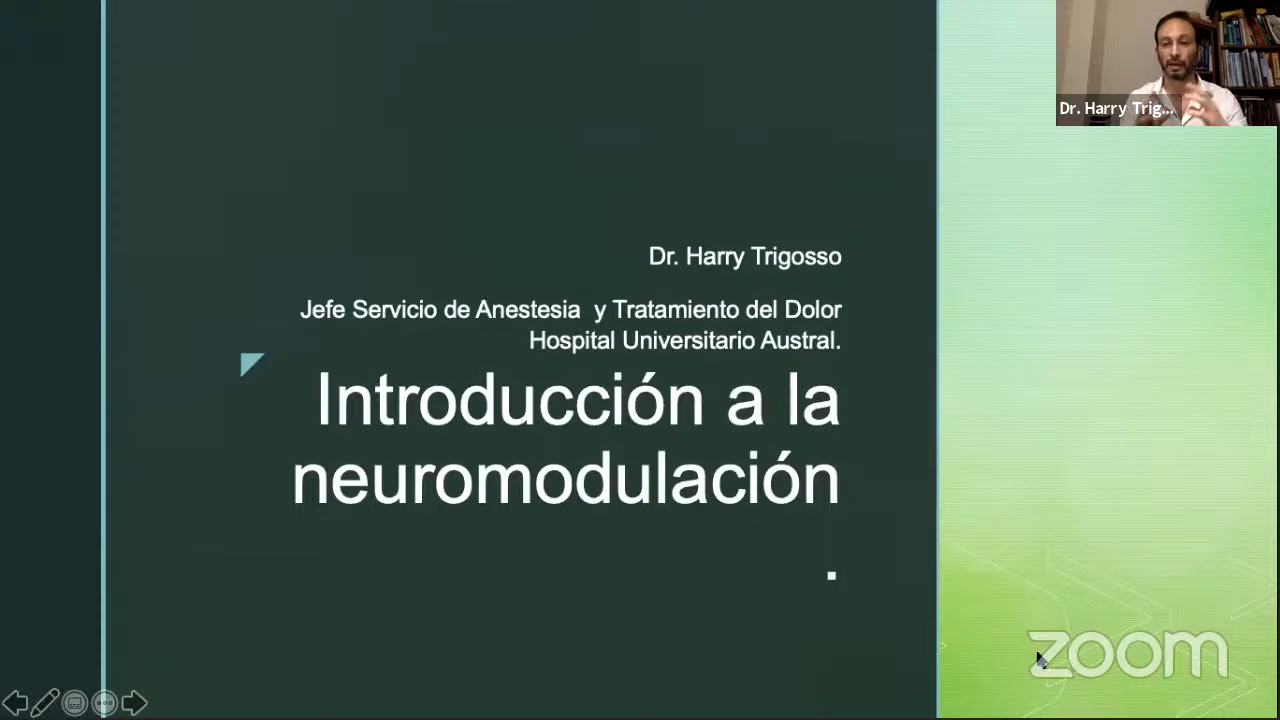 Dr. Harry Trig...
Dr. Harry Trigosso
Jefe Servicio de Anestesia y Tratamiento del Dolor
Hospital Universitario Austral.
Introducción a la
neuromodulación
.
zoom